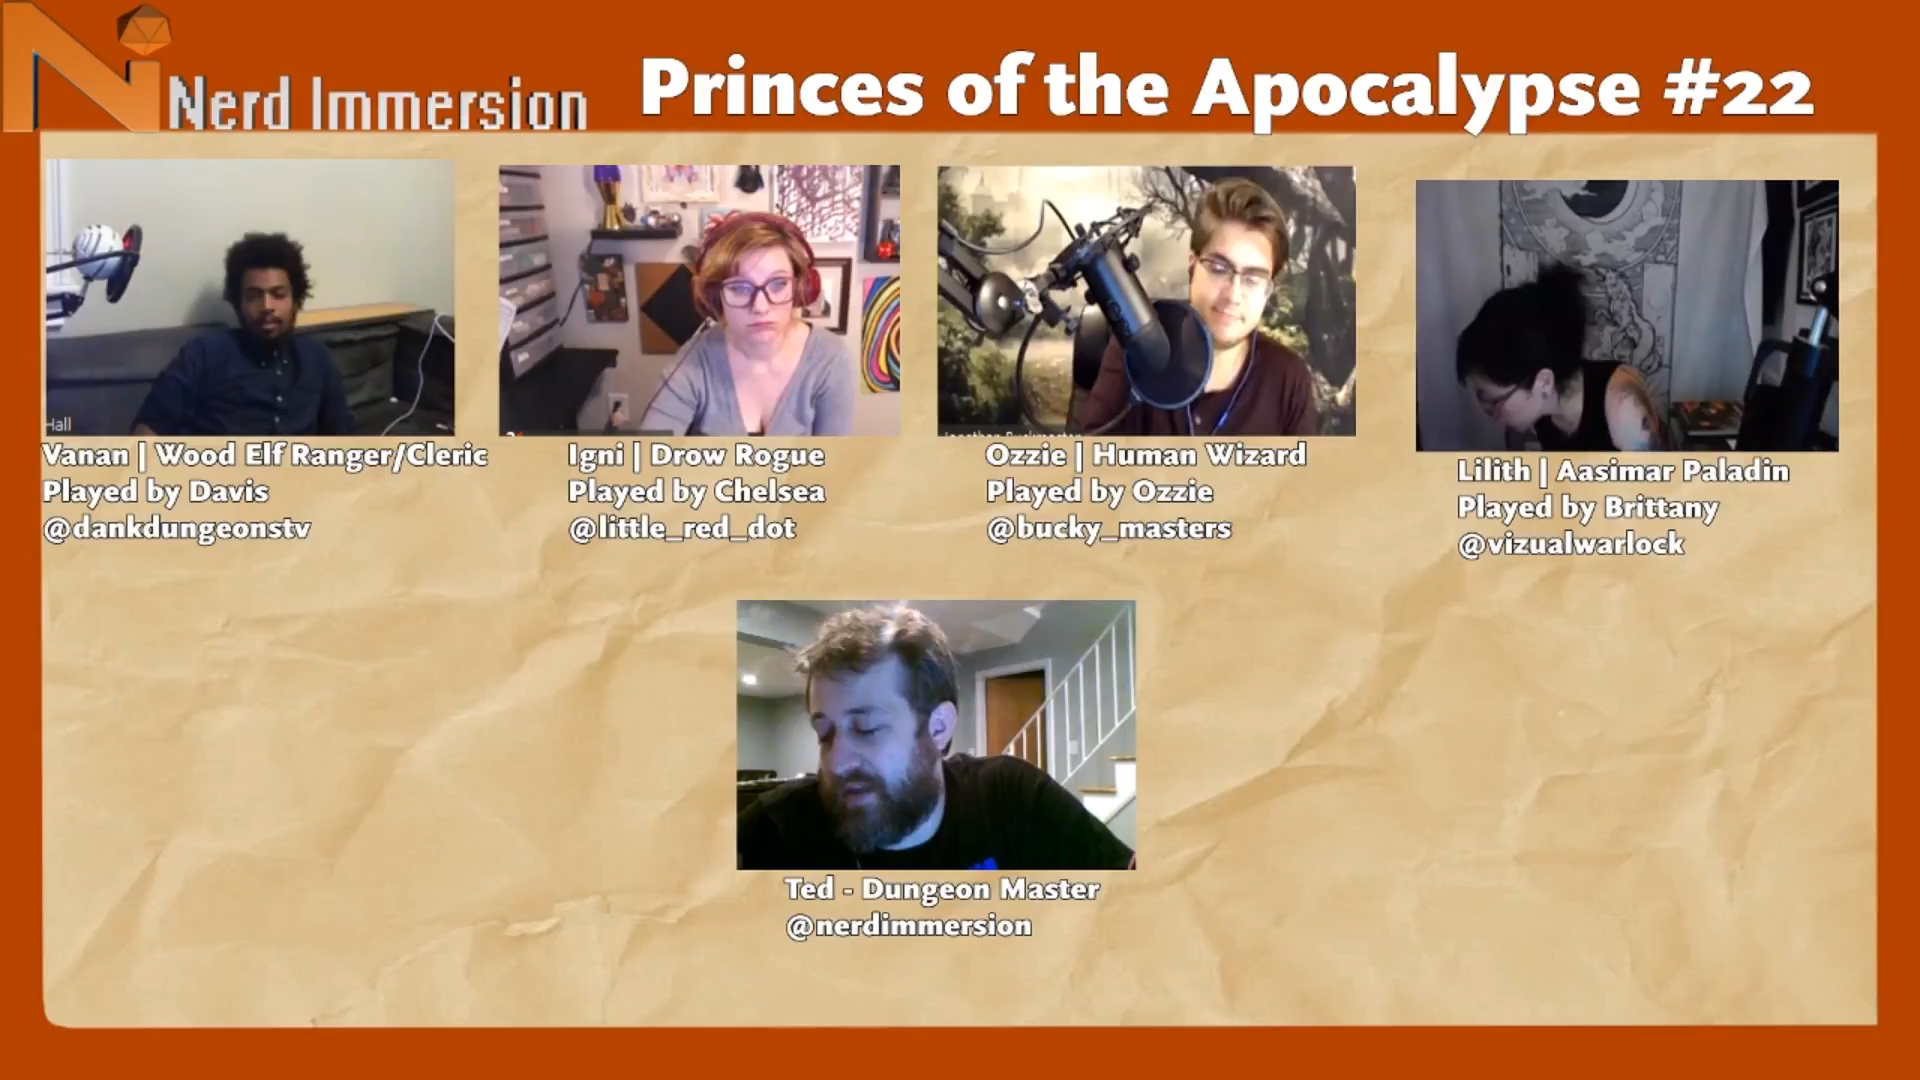 Nerd Immersion
Princes of the Apocalypse #22
Hall
Vanan | Wood Elf Ranger/Cleric
Played by Davis
@dankdungeonstv
Igni | Drow Rogue
Played by Chelsea
@little_red_dot
Ozzie | Human Wizard
Played by Ozzie
@bucky_masters
Lilith | Aasimar Paladin
Played by Brittany
@vizualwarlock
Ted - Dungeon Master
@nerdimmersion